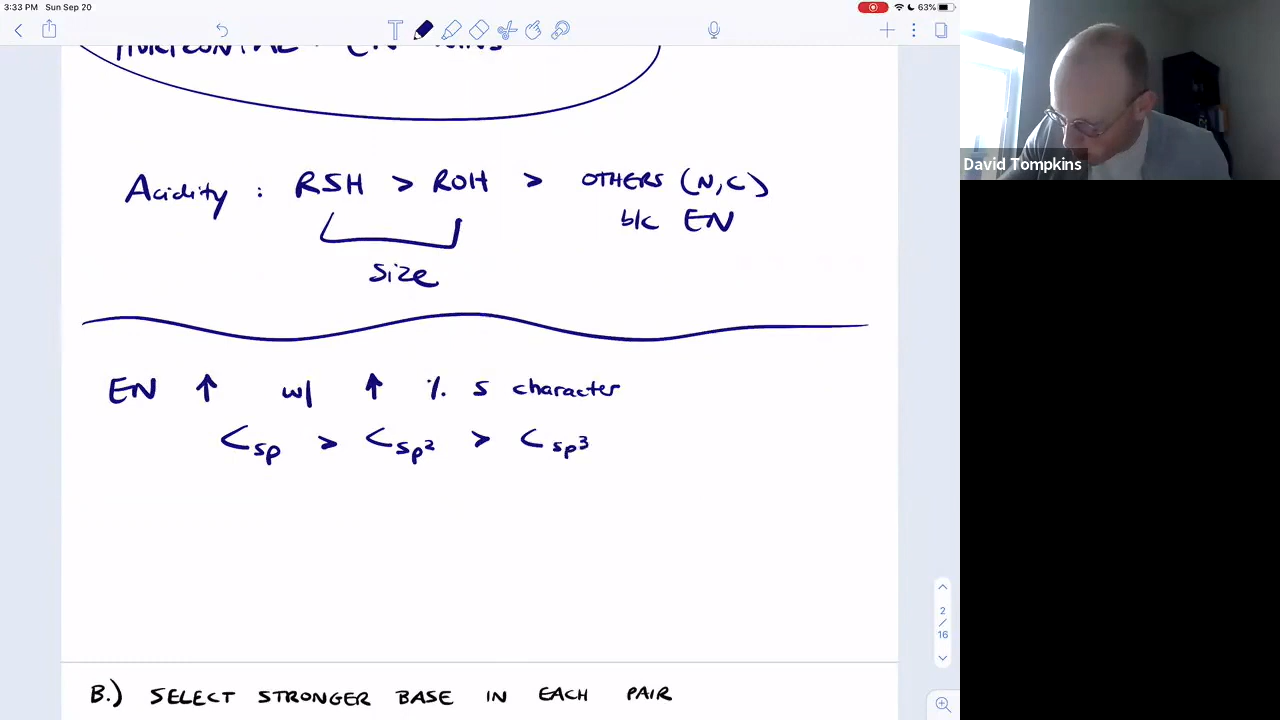 3:33 PM Sun Sep 20
63%
HORIZONTAL
Acidity : RSH > ROH > OTHERS (N, C)
b/c EN
size
EN ↑ w/ ↑ % s character
Csp > Csp² > Csp³
B.) SELECT STRONGER BASE IN EACH PAIR
2
/
16
T
David Tompkins